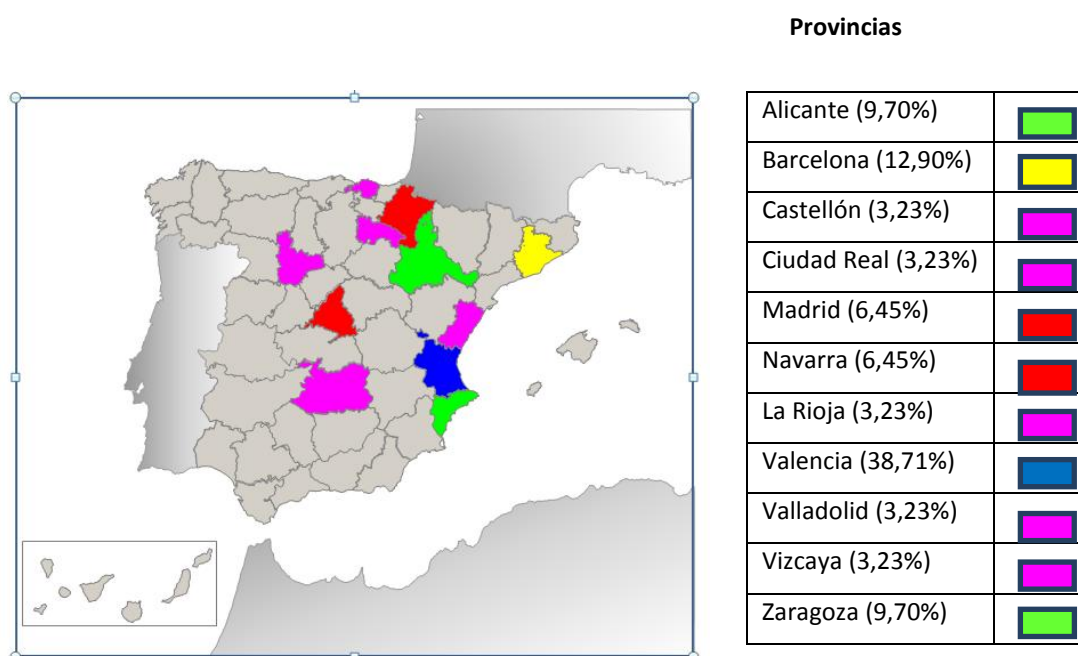 Provincias
Alicante (9,70%)
Barcelona (12,90%)
Castellón (3,23%)
Ciudad Real (3,23%)
Madrid (6,45%)
Navarra (6,45%)
La Rioja (3,23%)
Valencia (38,71%)
Valladolid (3,23%)
Vizcaya (3,23%)
Zaragoza (9,70%)